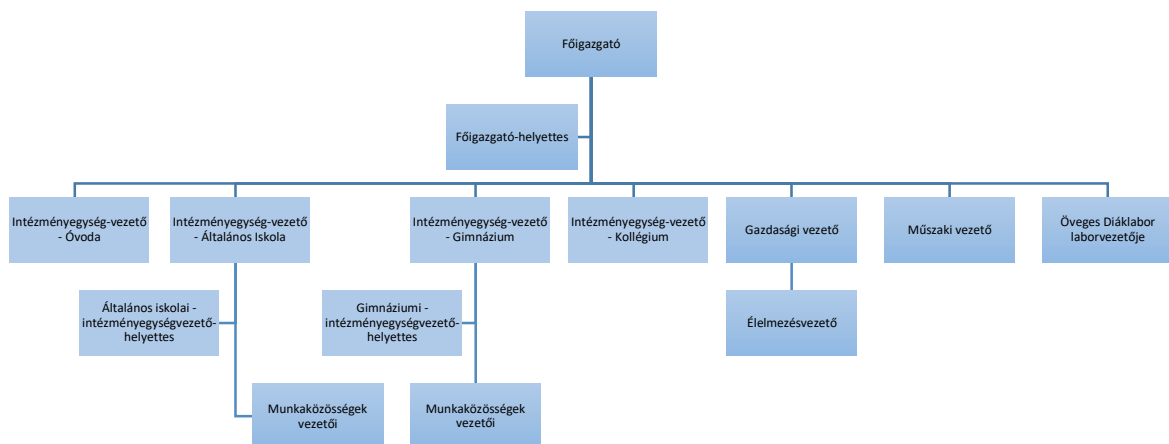 Főigazgató
Főigazgató-helyettes
Intézményegység-vezető
- Óvoda
Intézményegység-vezető
- Általános Iskola
Intézményegység-vezető
- Gimnázium
Intézményegység-vezető
- Kollégium
Gazdasági vezető
Műszaki vezető
Öveges Diáklabor
laborvezetője
Általános iskolai -
intézményegységvezető-
helyettes
Gimnáziumi -
intézményegységvezető-
helyettes
Élelmezésvezető
Munkaközösségek
vezetői
Munkaközösségek
vezetői